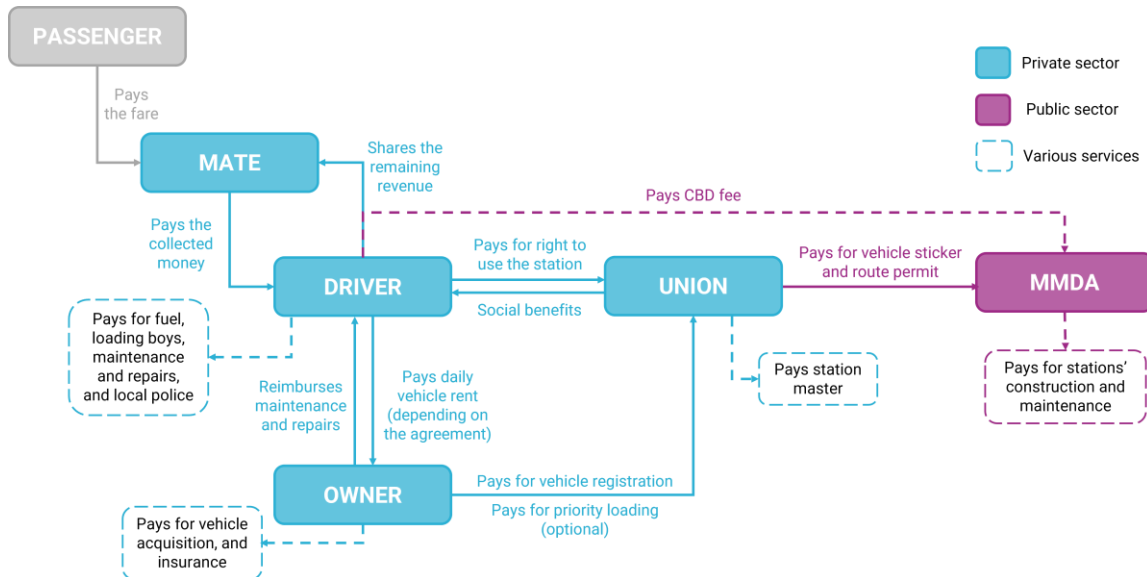 PASSENGER
Pays
the fare
MATE
Shares the
remaining
revenue
Private sector
Public sector
Various services
Pays CBD fee
Pays the
collected
money
DRIVER
Pays for right to
use the station
Social benefits
UNION
Pays for vehicle sticker
and route permit
MMDA
Pays for fuel,
loading boys,
maintenance
and repairs,
and local police
Reimburses
maintenance
and repairs
Pays daily
vehicle rent
(depending on
the agreement)
Pays station
master
Pays for stations’
construction and
maintenance
OWNER
Pays for vehicle registration
Pays for priority loading
(optional)
Pays for vehicle
acquisition, and
insurance